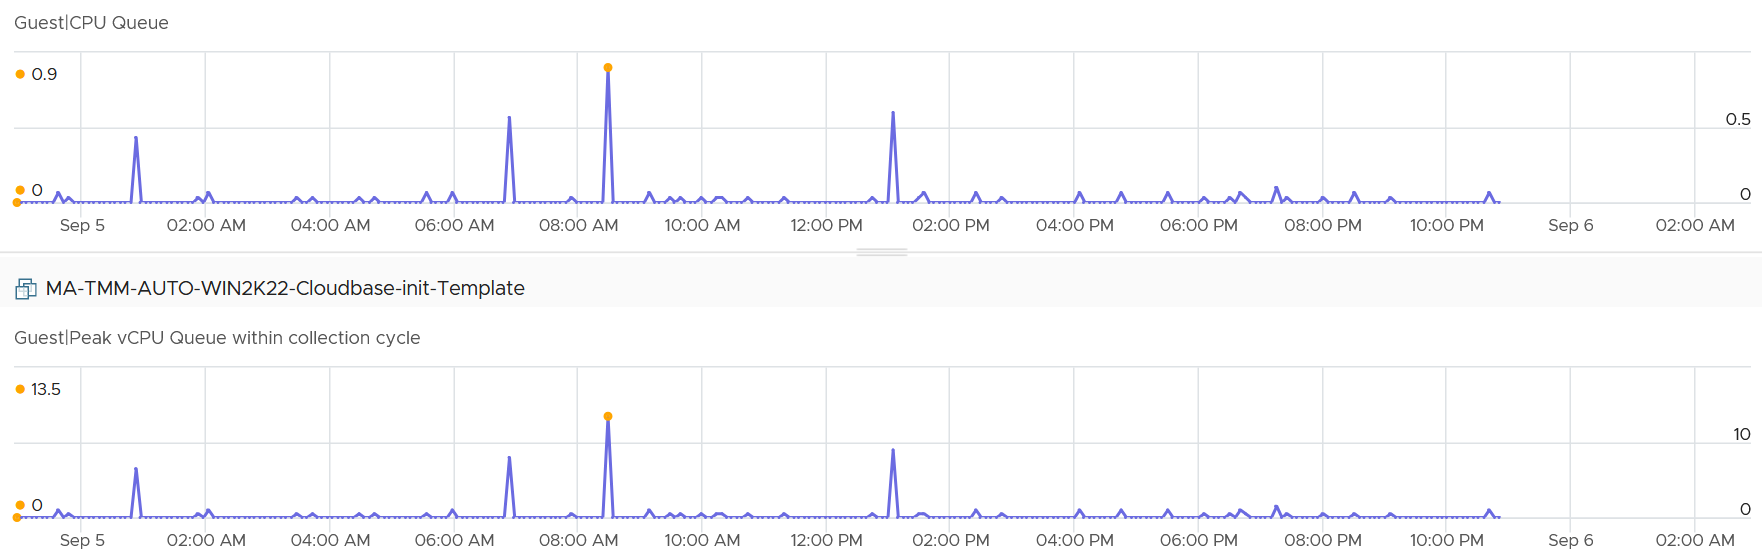 Guest|CPU Queue
0.9
0.5
0
0
Sep 5 02:00 AM 04:00 AM 06:00 AM 08:00 AM 10:00 AM 12:00 PM 02:00 PM 04:00 PM 06:00 PM 08:00 PM 10:00 PM Sep 6 02:00 AM
MA-TMM-AUTO-WIN2K22-Cloudbase-init-Template
Guest|Peak vCPU Queue within collection cycle
13.5
10
0
0
Sep 5 02:00 AM 04:00 AM 06:00 AM 08:00 AM 10:00 AM 12:00 PM 02:00 PM 04:00 PM 06:00 PM 08:00 PM 10:00 PM Sep 6 02:00 AM